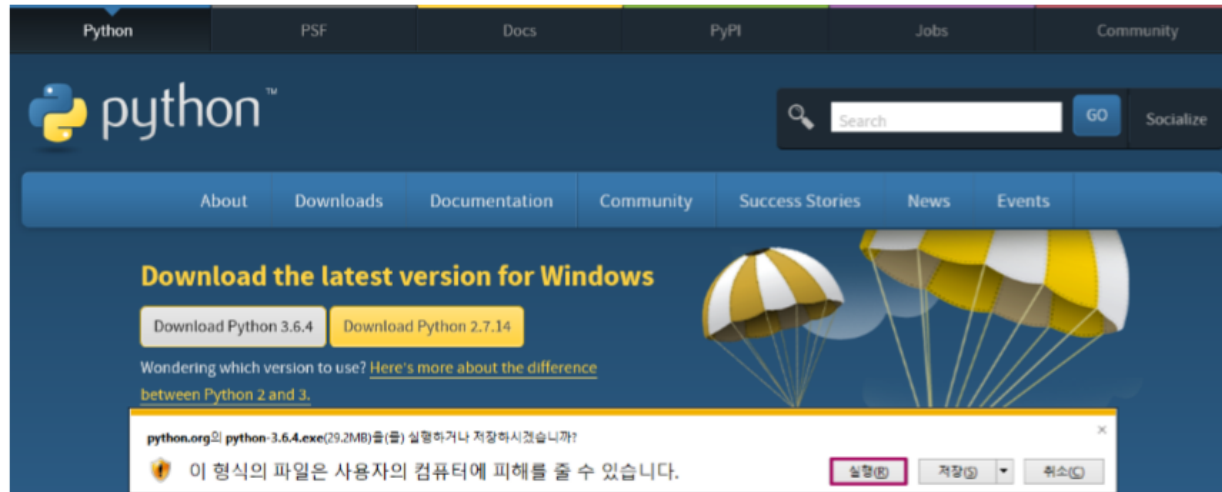 Python PSF Docs PyPI Jobs Community
python™
Search GO Socialize
About Downloads Documentation Community Success Stories News Events
Download the latest version for Windows
Download Python 3.6.4 Download Python 2.7.14
Wondering which version to use? Here's more about the difference
between Python 2 and 3.
python.org의 python-3.6.4.exe(29.2MB)을(를) 실행하거나 저장하시겠습니까?
이 형식의 파일은 사용자의 컴퓨터에 피해를 줄 수 있습니다.
실행(R) 저장(S) 취소(C)